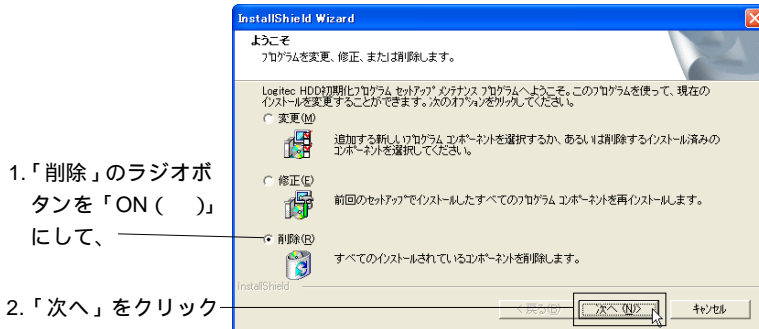 InstallShield Wizard
ようこそ
プログラムを変更、修正、または削除します。
Logitec HDD初期化プログラム セットアップ メンテナンス プログラムへようこそ。このプログラムを使って、現在の
インストールを変更することができます。次のオプションをクリックしてください。
変更(M)
追加する新しいプログラム コンポーネントを選択するか、あるいは削除するインストール済みの
コンポーネントを選択してください。
修正(E)
前回のセットアップでインストールしたすべてのプログラム コンポーネントを再インストールします。
削除(R)
すべてのインストールされているコンポーネントを削除します。
InstallShield
< 戻る(B)
次へ (N)>
キャンセル
1.「削除」のラジオボ
タンを「ON (　)」
にして、
2.「次へ」をクリック